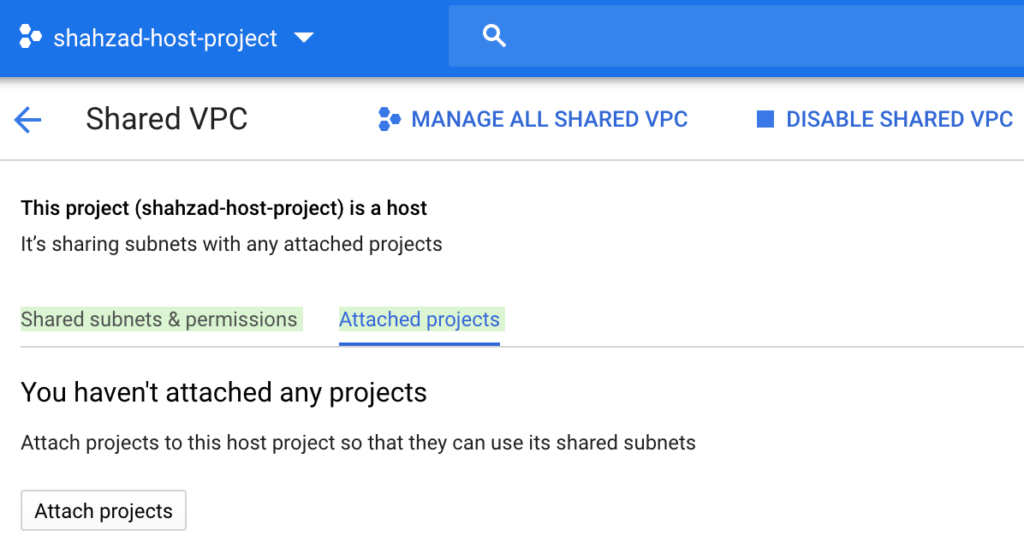 shahzad-host-project
Shared VPC
MANAGE ALL SHARED VPC
DISABLE SHARED VPC
This project (shahzad-host-project) is a host
It’s sharing subnets with any attached projects
Shared subnets & permissions
Attached projects
You haven't attached any projects
Attach projects to this host project so that they can use its shared subnets
Attach projects